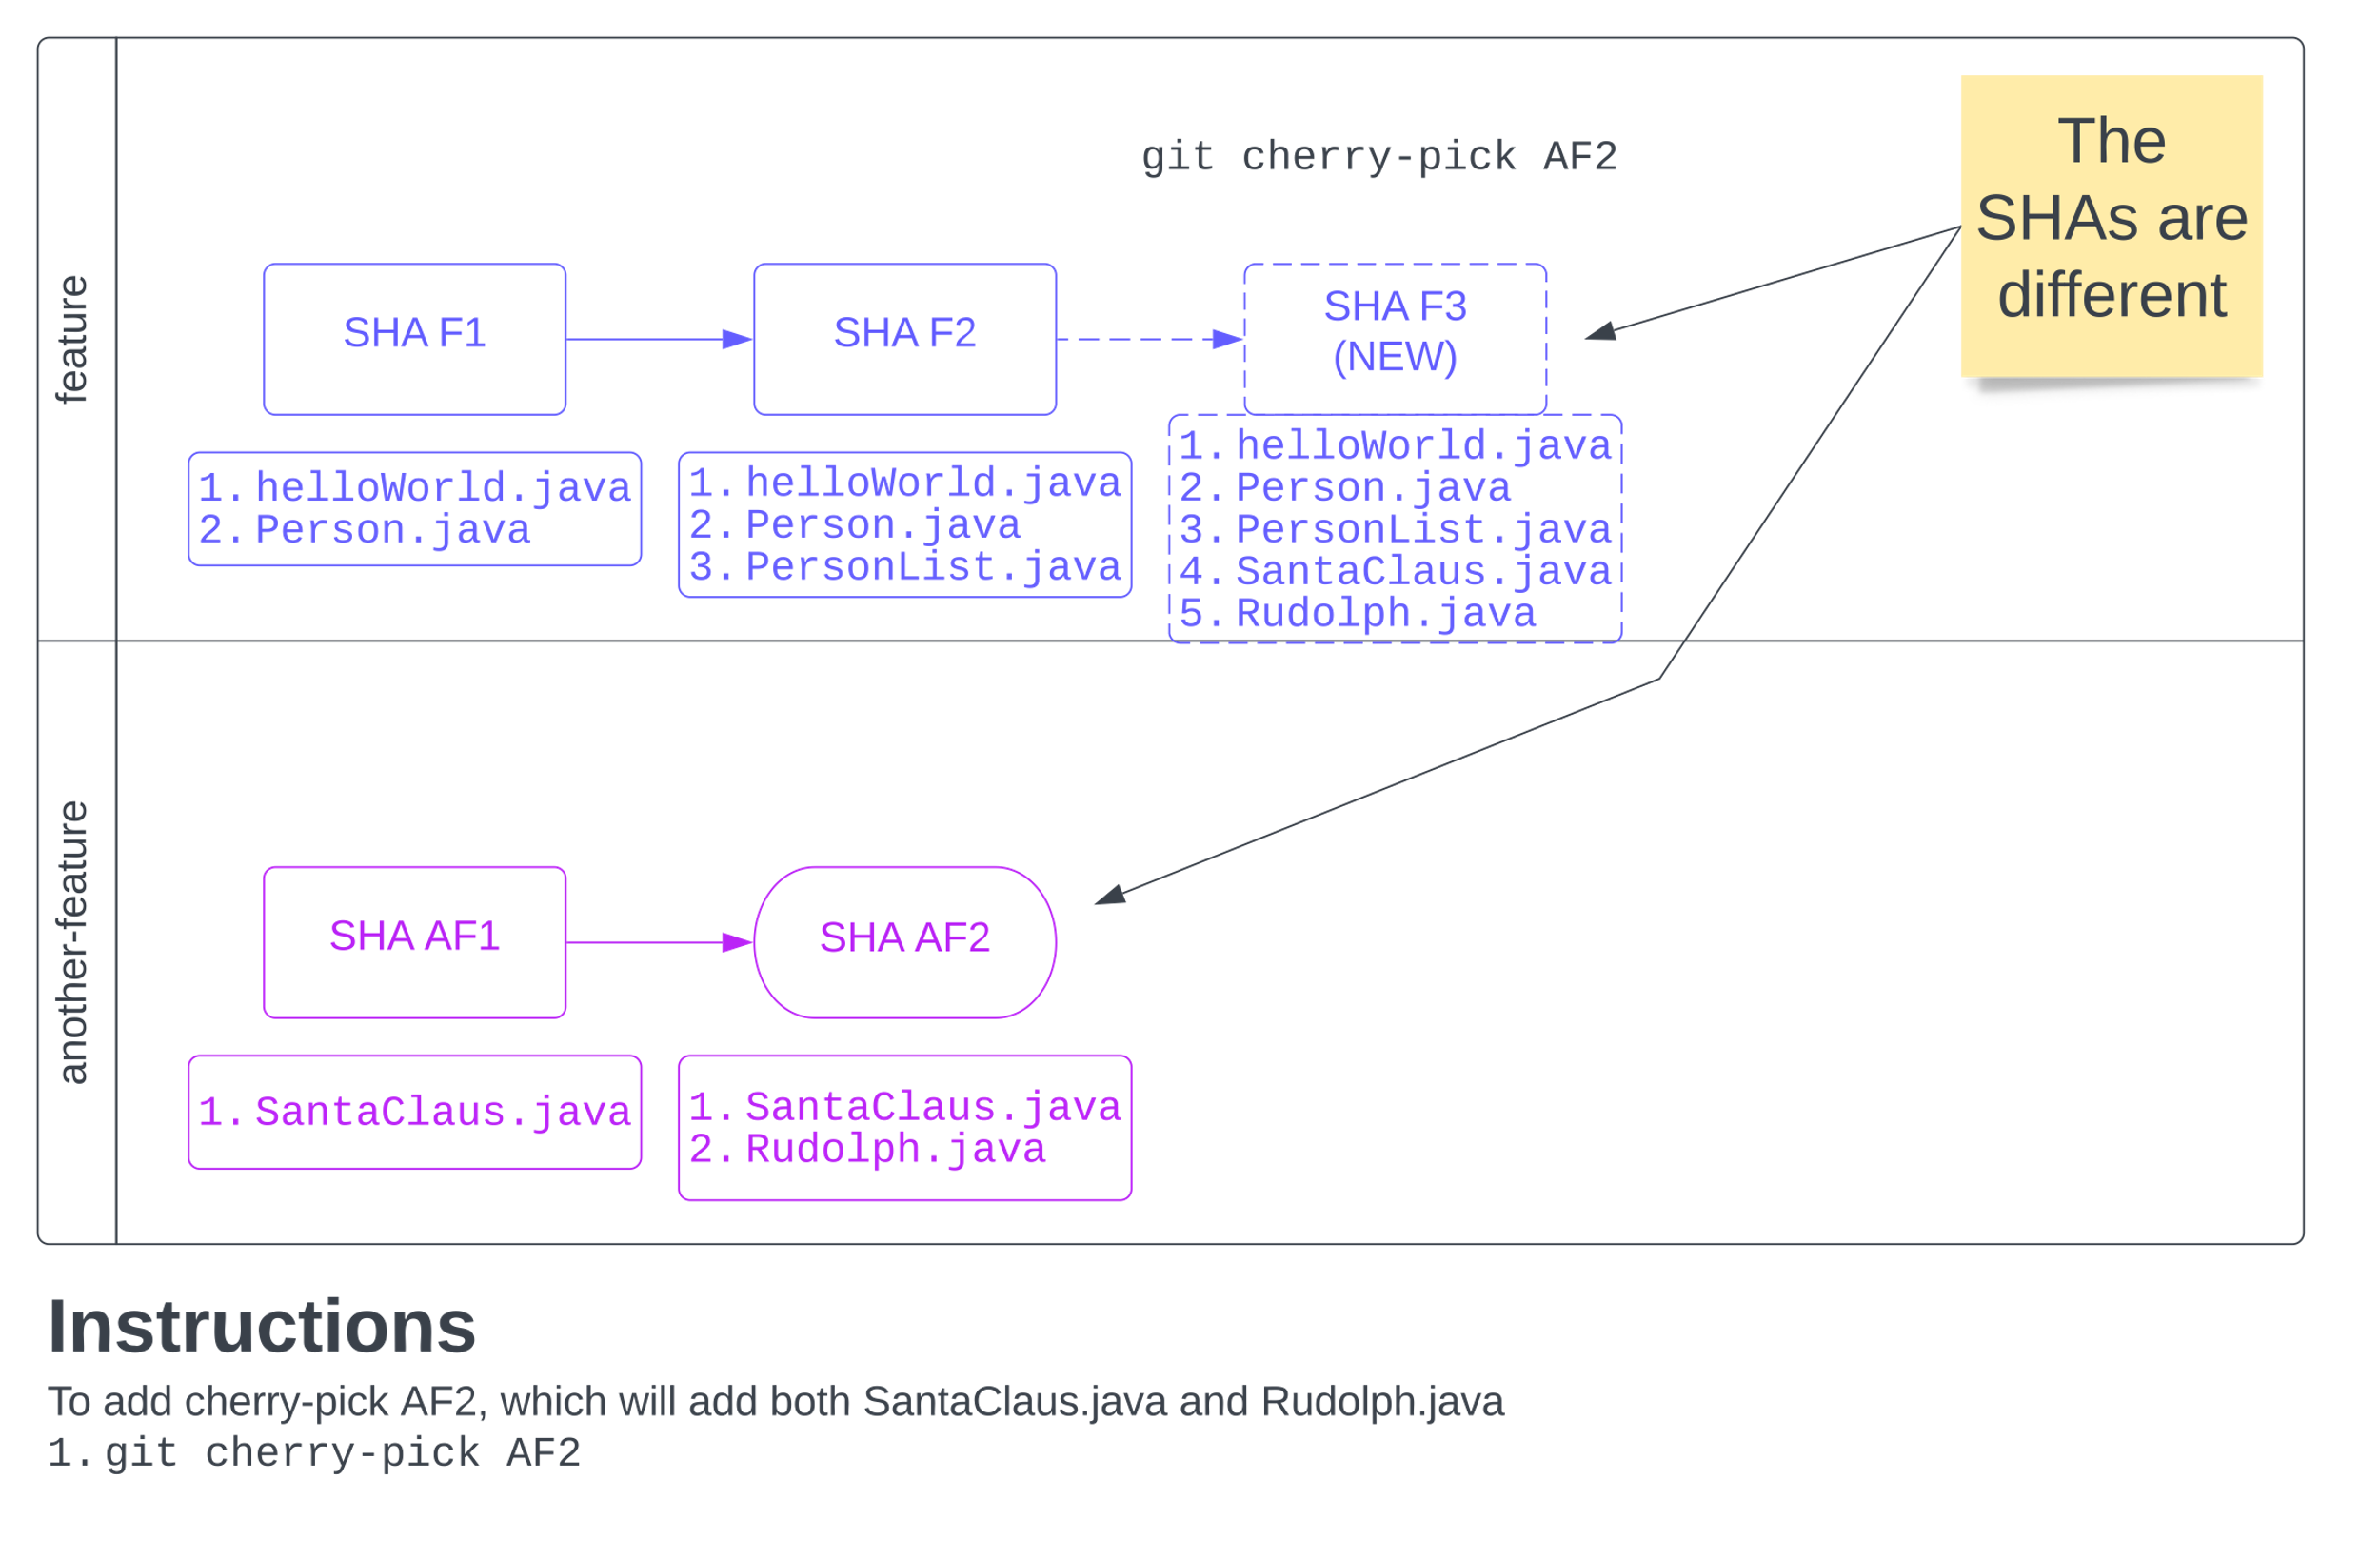 feature
git cherry-pick AF2
The
SHAs are
different
SHA F1
SHA F2
SHA F3
(NEW)
1. helloWorld.java
2. Person.java
1. helloWorld.java
2. Person.java
3. PersonList.java
1. helloWorld.java
2. Person.java
3. PersonList.java
4. SantaClaus.java
5. Rudolph.java
another-feature
SHA AF1
SHA AF2
1. Santaclaus.java
1. SantaClaus.java
2. Rudolph.java
Instructions
To add cherry-pick AF2, which will add both SantaClaus.java and Rudolph.java
1. git cherry-pick AF2